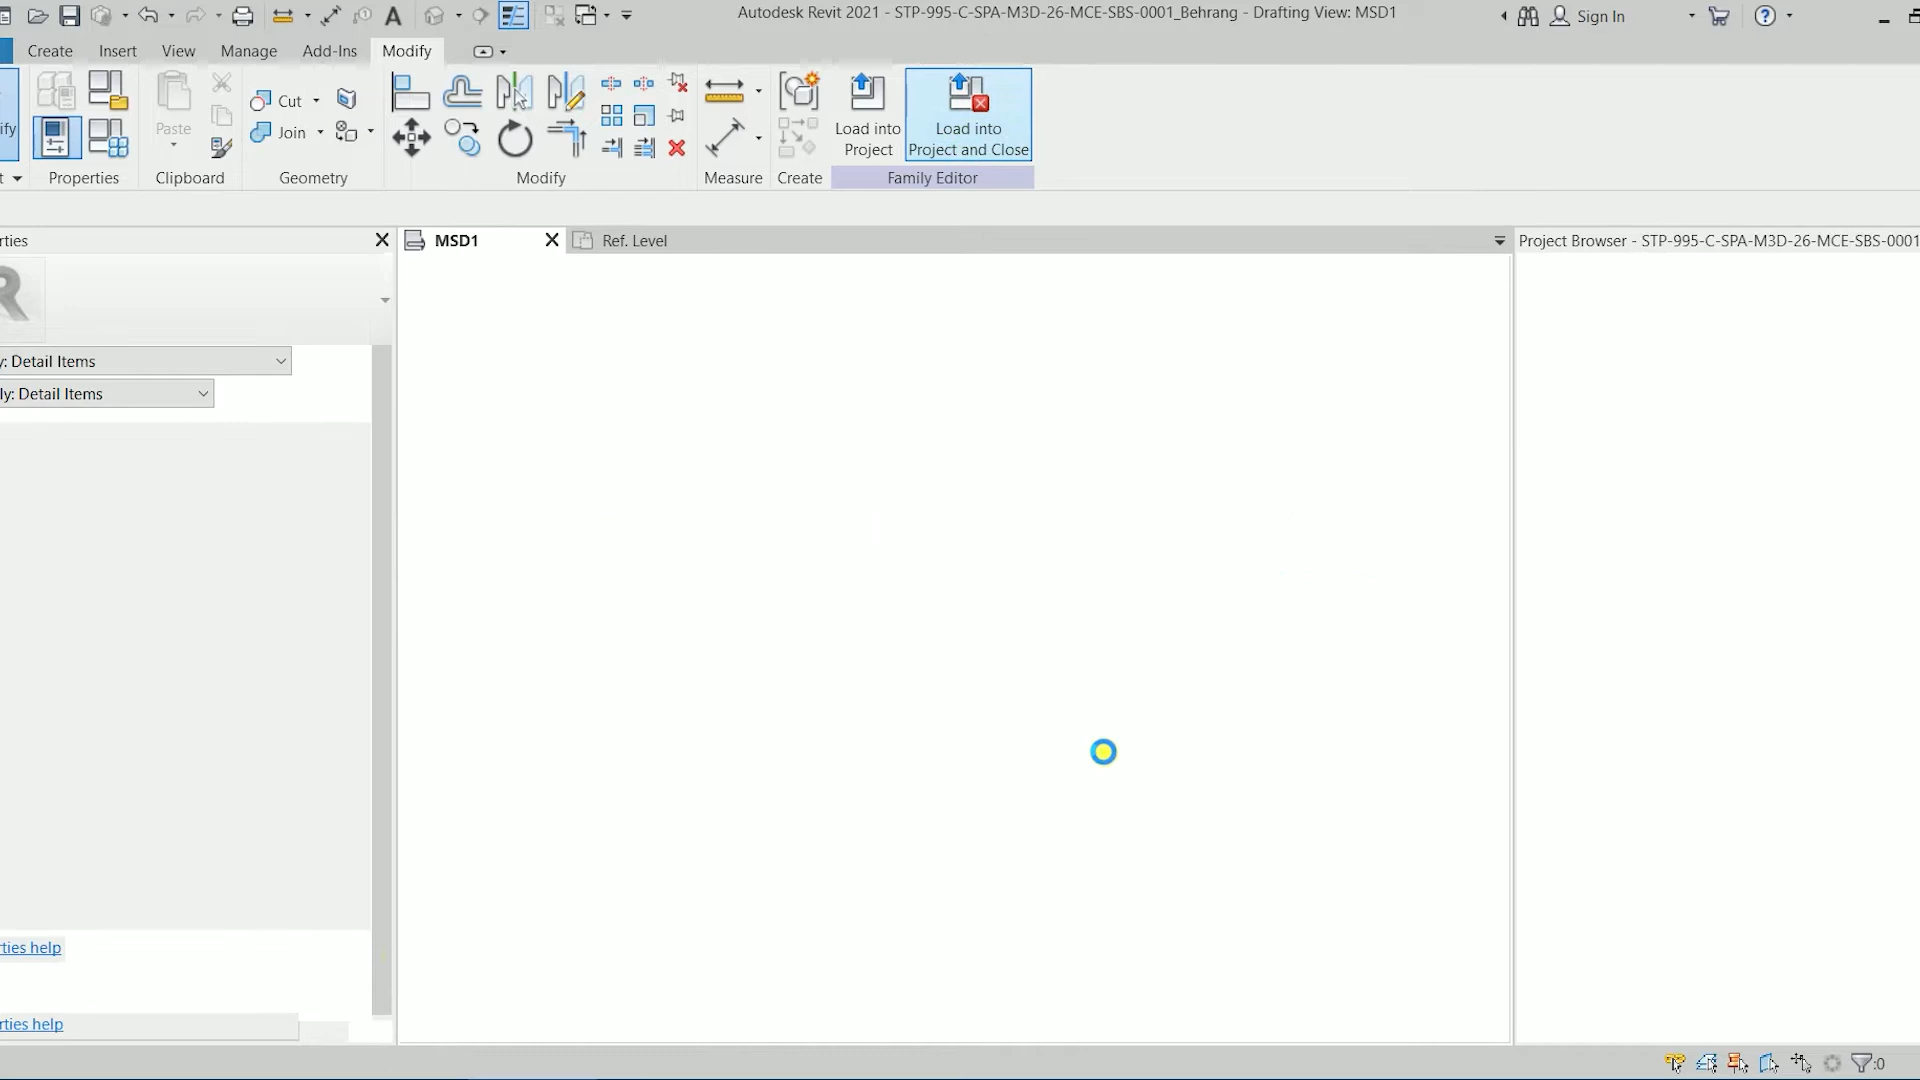 Autodesk Revit 2021 - STP-995-C-SPA-M3D-26-MCE-SBS-0001_Behrang - Drafting View: MSD1
Sign In
Create Insert View Manage Add-Ins Modify
Cut
Join
Paste
Load into Project
Load into Project and Close
Properties Clipboard Geometry Modify Measure Create Family Editor
rties
MSD1
Ref. Level
Project Browser - STP-995-C-SPA-M3D-26-MCE-SBS-0001
y: Detail Items
ly: Detail Items
rties help
rties help
:0